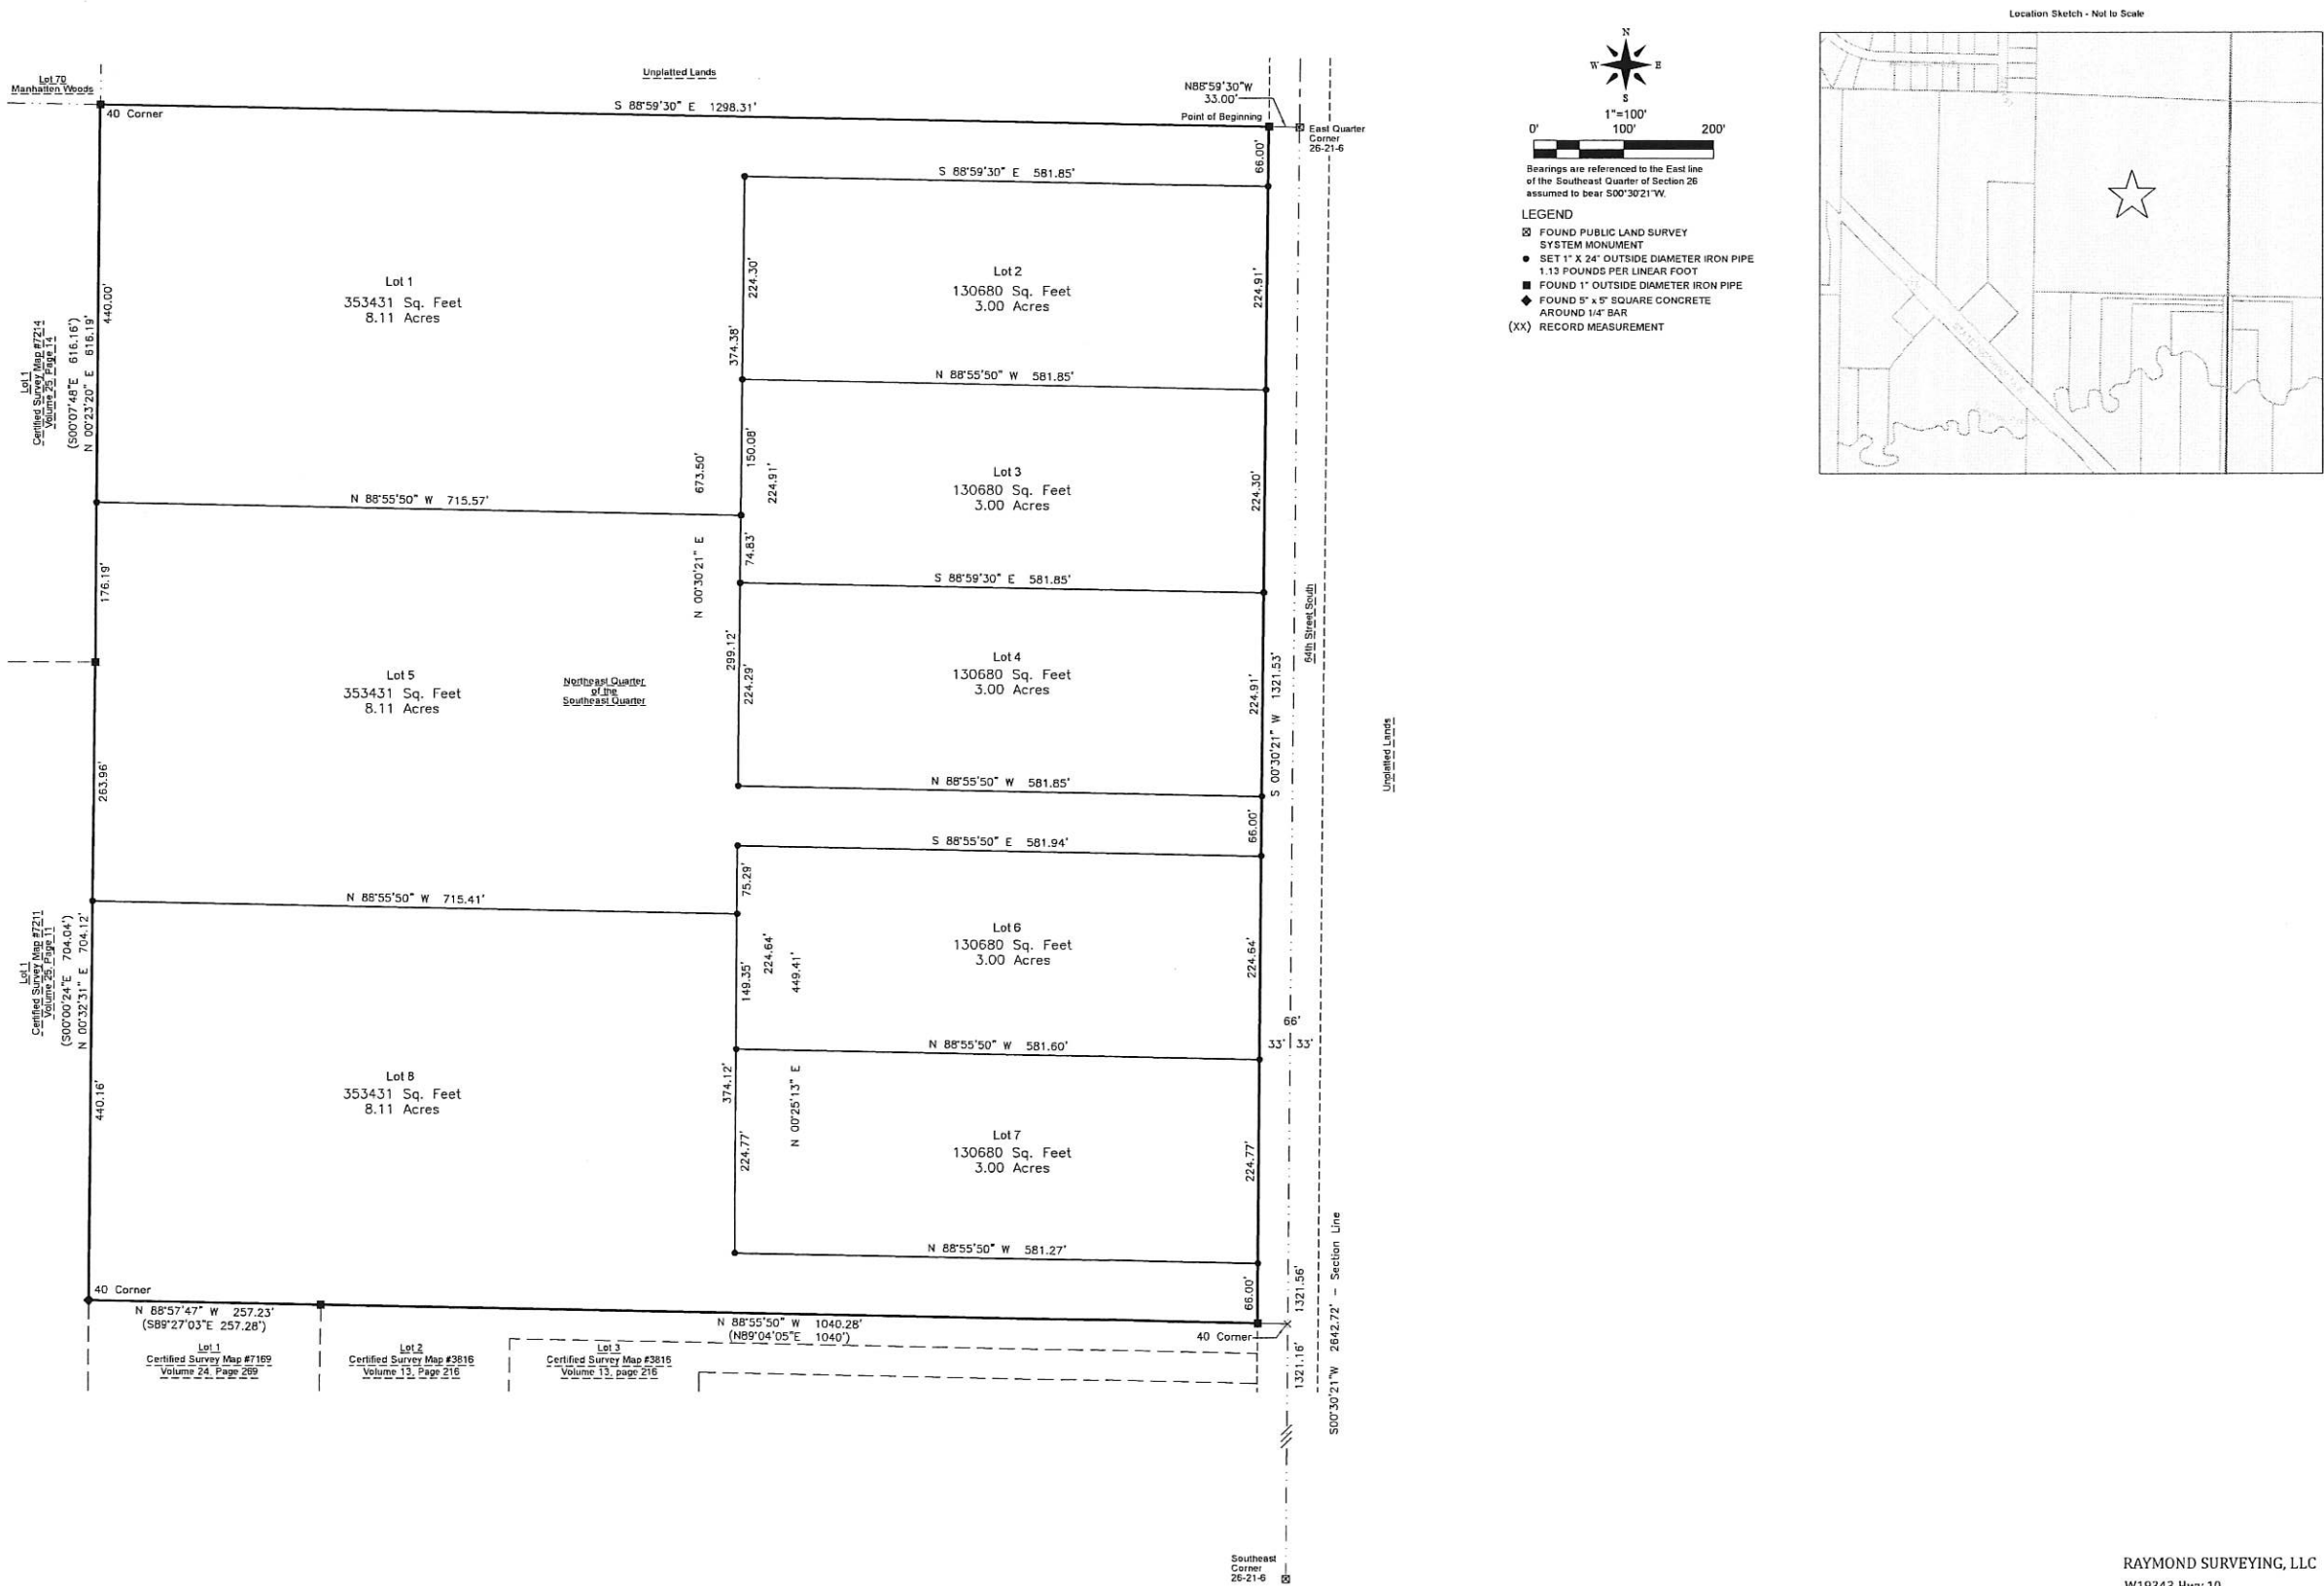 Location Sketch - Not to Scale
Lot 70
Manhatten Woods
Unplatted Lands
S 88°59'30" E 1298.31'
40 Corner
N88°59'30"W
33.00'
Point of Beginning
East Quarter
Corner
26-21-6
N
W
E
S
1"=100'
0'
100'
200'
Bearings are referenced to the East line
of the Southeast Quarter of Section 26
assumed to bear S00°30'21"W.
LEGEND
FOUND PUBLIC LAND SURVEY
SYSTEM MONUMENT
SET 1" X 24" OUTSIDE DIAMETER IRON PIPE
1.13 POUNDS PER LINEAR FOOT
FOUND 1" OUTSIDE DIAMETER IRON PIPE
FOUND 5" x 5" SQUARE CONCRETE
AROUND 1/4" BAR
(XX) RECORD MEASUREMENT
66.00'
S 88°59'30" E 581.85'
Lot 1
353431 Sq. Feet
8.11 Acres
440.00'
Lot 1
Certified Survey Map #7214
Volume 25, Page 14
(S00°07'48"E 616.16')
N 00°23'20" E 616.19'
224.30'
374.38'
Lot 2
130680 Sq. Feet
3.00 Acres
224.91'
N 88°55'50" W 581.85'
150.08'
224.91'
673.50'
N 00°30'21" E
Lot 3
130680 Sq. Feet
3.00 Acres
224.30'
N 88°55'50" W 715.57'
74.83'
S 88°59'30" E 581.85'
176.19'
64th Street South
299.12'
224.29'
Lot 4
130680 Sq. Feet
3.00 Acres
224.91'
S 00°30'21" W 1321.53'
Lot 5
353431 Sq. Feet
8.11 Acres
Northeast Quarter
of the
Southeast Quarter
Unplatted Lands
263.96'
N 88°55'50" W 581.85'
66.00'
S 88°55'50" E 581.94'
75.29'
N 88°55'50" W 715.41'
Lot 1
Certified Survey Map #7211
Volume 25, Page 11
(S00°00'24"E 704.04')
N 00°32'31" E 704.12'
149.35'
224.64'
449.41'
N 00°25'13" E
Lot 6
130680 Sq. Feet
3.00 Acres
224.64'
66'
33' 33'
N 88°55'50" W 581.60'
Lot 8
353431 Sq. Feet
8.11 Acres
440.16'
374.12'
224.77'
Lot 7
130680 Sq. Feet
3.00 Acres
224.77'
N 88°55'50" W 581.27'
66.00'
1321.56'
S00°30'21"W 2642.72' - Section Line
40 Corner
N 88°57'47" W 257.23'
(S89°27'03"E 257.28')
N 88°55'50" W 1040.28'
(N89°04'05"E 1040')
40 Corner
1321.16'
Lot 1
Certified Survey Map #7169
Volume 24, Page 269
Lot 2
Certified Survey Map #3816
Volume 13, Page 216
Lot 3
Certified Survey Map #3816
Volume 13, page 216
Southeast
Corner
26-21-6
RAYMOND SURVEYING, LLC